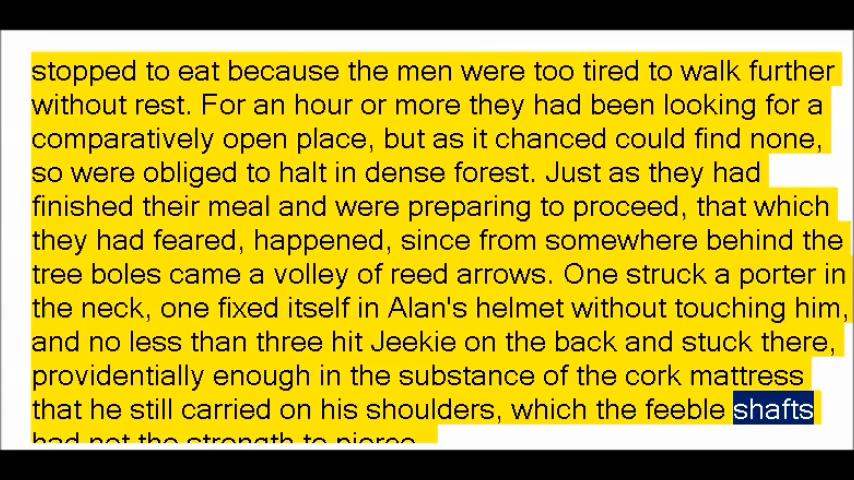 stopped to eat because the men were too tired to walk further
without rest. For an hour or more they had been looking for a
comparatively open place, but as it chanced could find none,
so were obliged to halt in dense forest. Just as they had
finished their meal and were preparing to proceed, that which
they had feared, happened, since from somewhere behind the
tree boles came a volley of reed arrows. One struck a porter in
the neck, one fixed itself in Alan's helmet without touching him,
and no less than three hit Jeekie on the back and stuck there,
providentially enough in the substance of the cork mattress
that he still carried on his shoulders, which the feeble shafts
had not the strength to pierce.